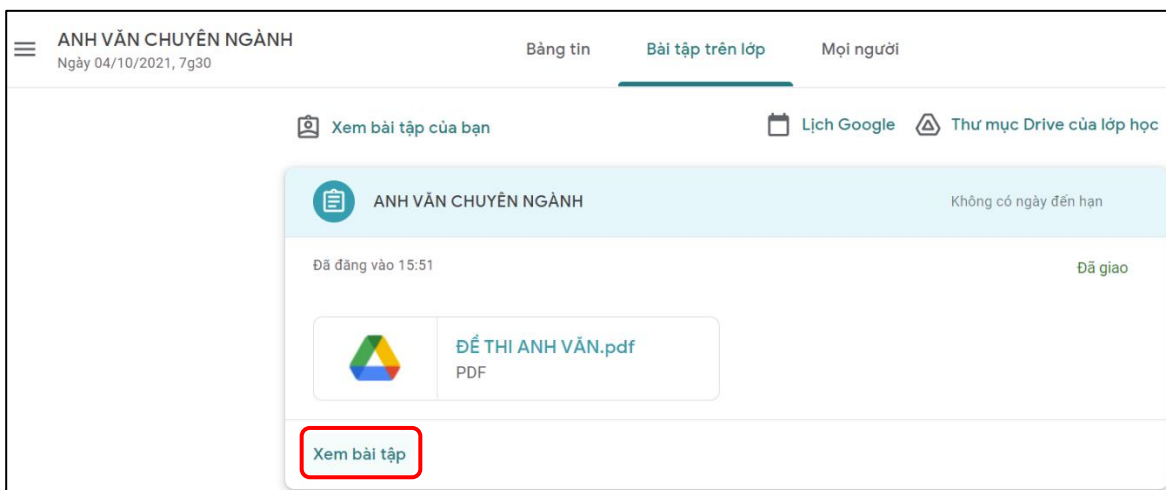 ANH VĂN CHUYÊN NGÀNH
Ngày 04/10/2021, 7g30
Bảng tin Bài tập trên lớp Mọi người
Xem bài tập của bạn Lịch Google Thư mục Drive của lớp học
ANH VĂN CHUYÊN NGÀNH Không có ngày đến hạn
Đã đăng vào 15:51 Đã giao
ĐỀ THI ANH VĂN.pdf
PDF
Xem bài tập